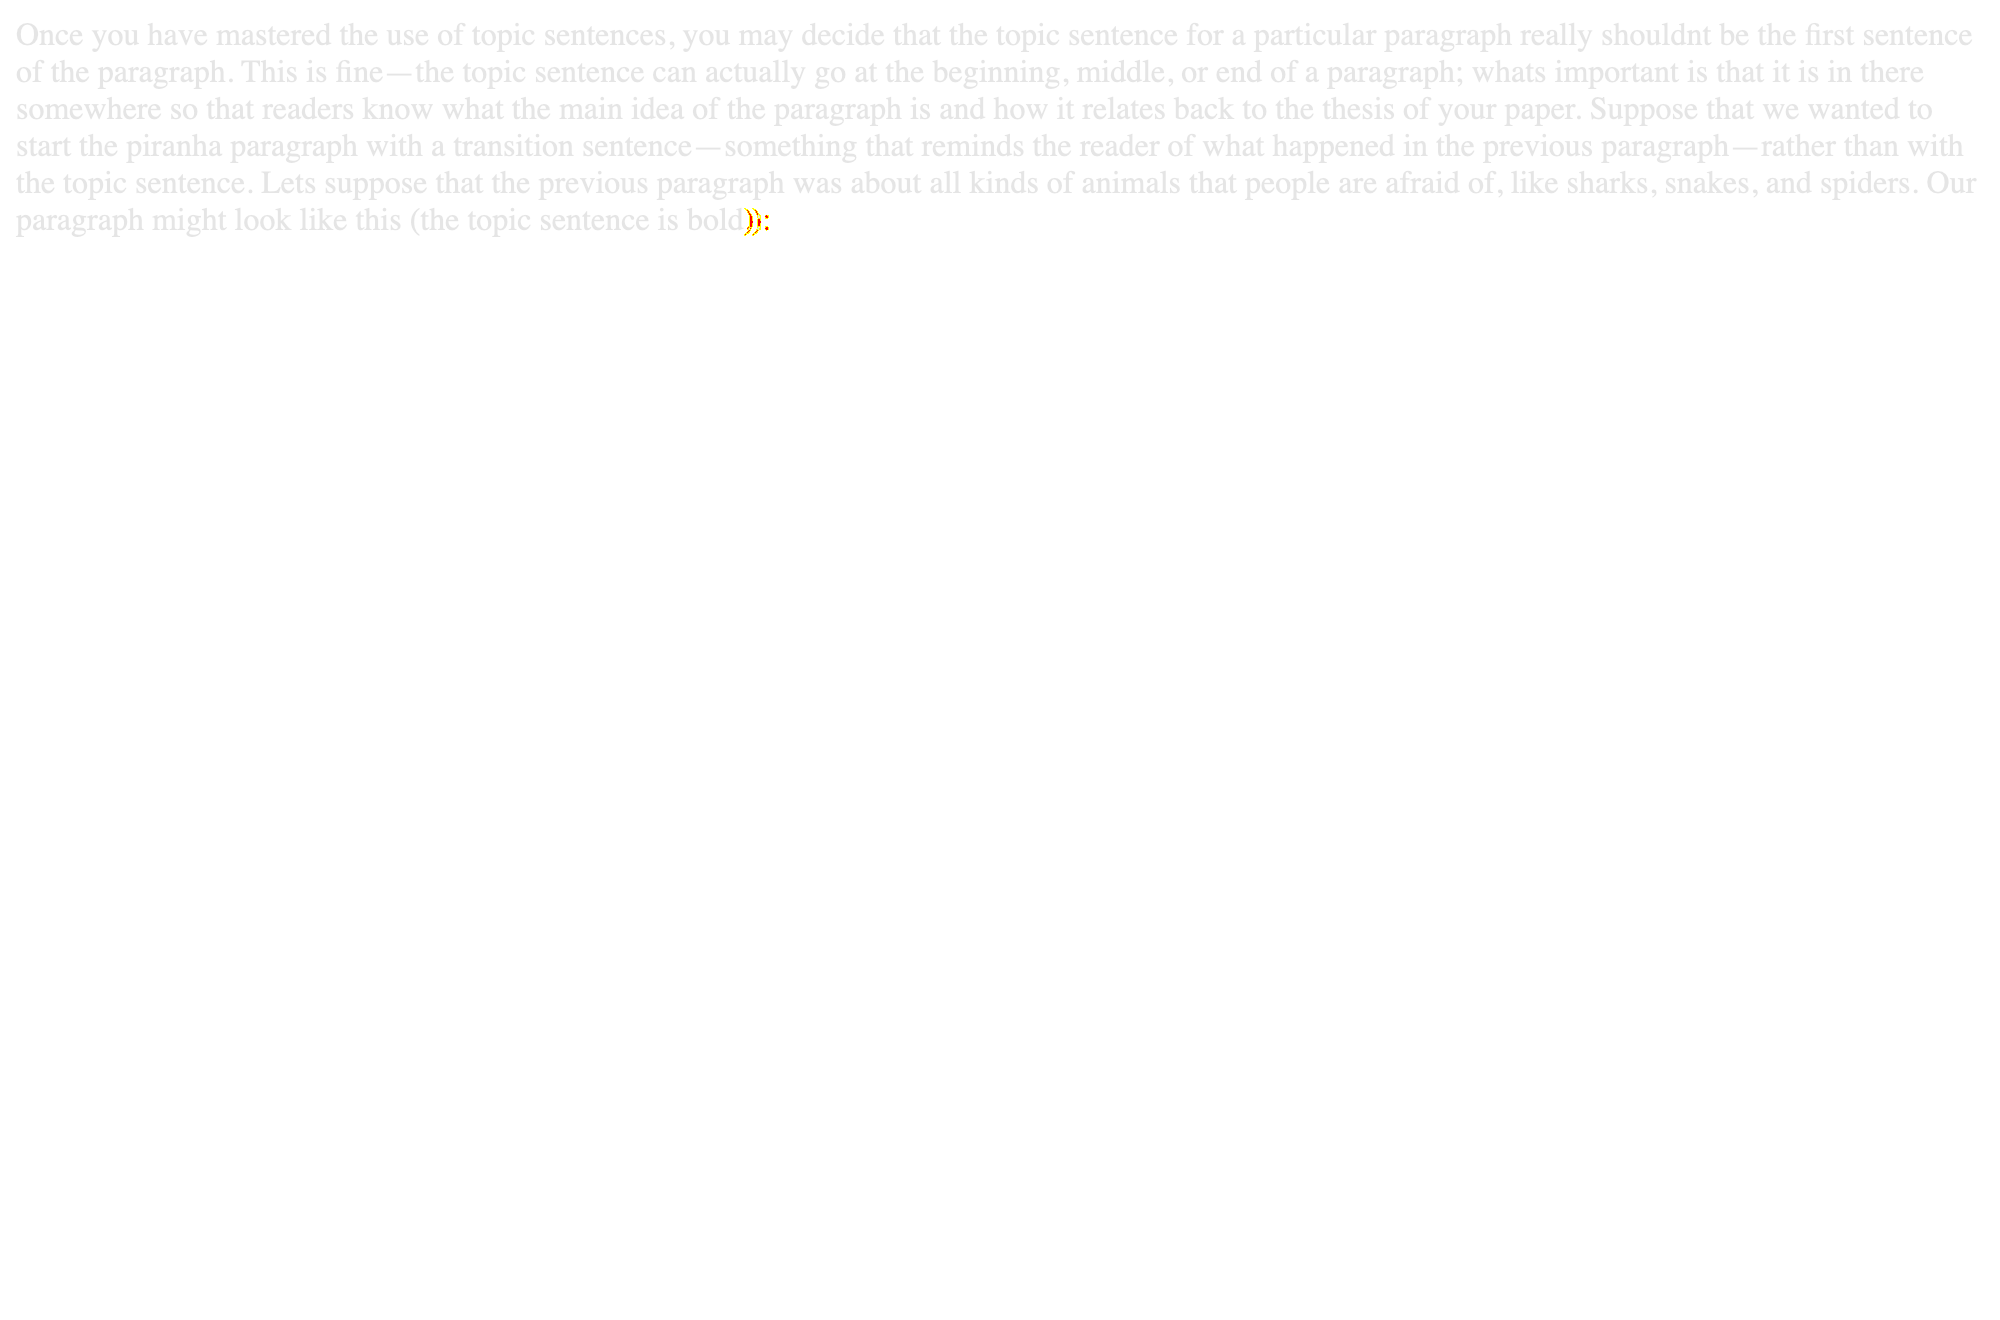 Once you have mastered the use of topic sentences, you may decide that the topic sentence for a particular paragraph really shouldnt be the first sentence
of the paragraph. This is fine—the topic sentence can actually go at the beginning, middle, or end of a paragraph; whats important is that it is in there
somewhere so that readers know what the main idea of the paragraph is and how it relates back to the thesis of your paper. Suppose that we wanted to
start the piranha paragraph with a transition sentence—something that reminds the reader of what happened in the previous paragraph—rather than with
the topic sentence. Lets suppose that the previous paragraph was about all kinds of animals that people are afraid of, like sharks, snakes, and spiders. Our
paragraph might look like this (the topic sentence is bold)):